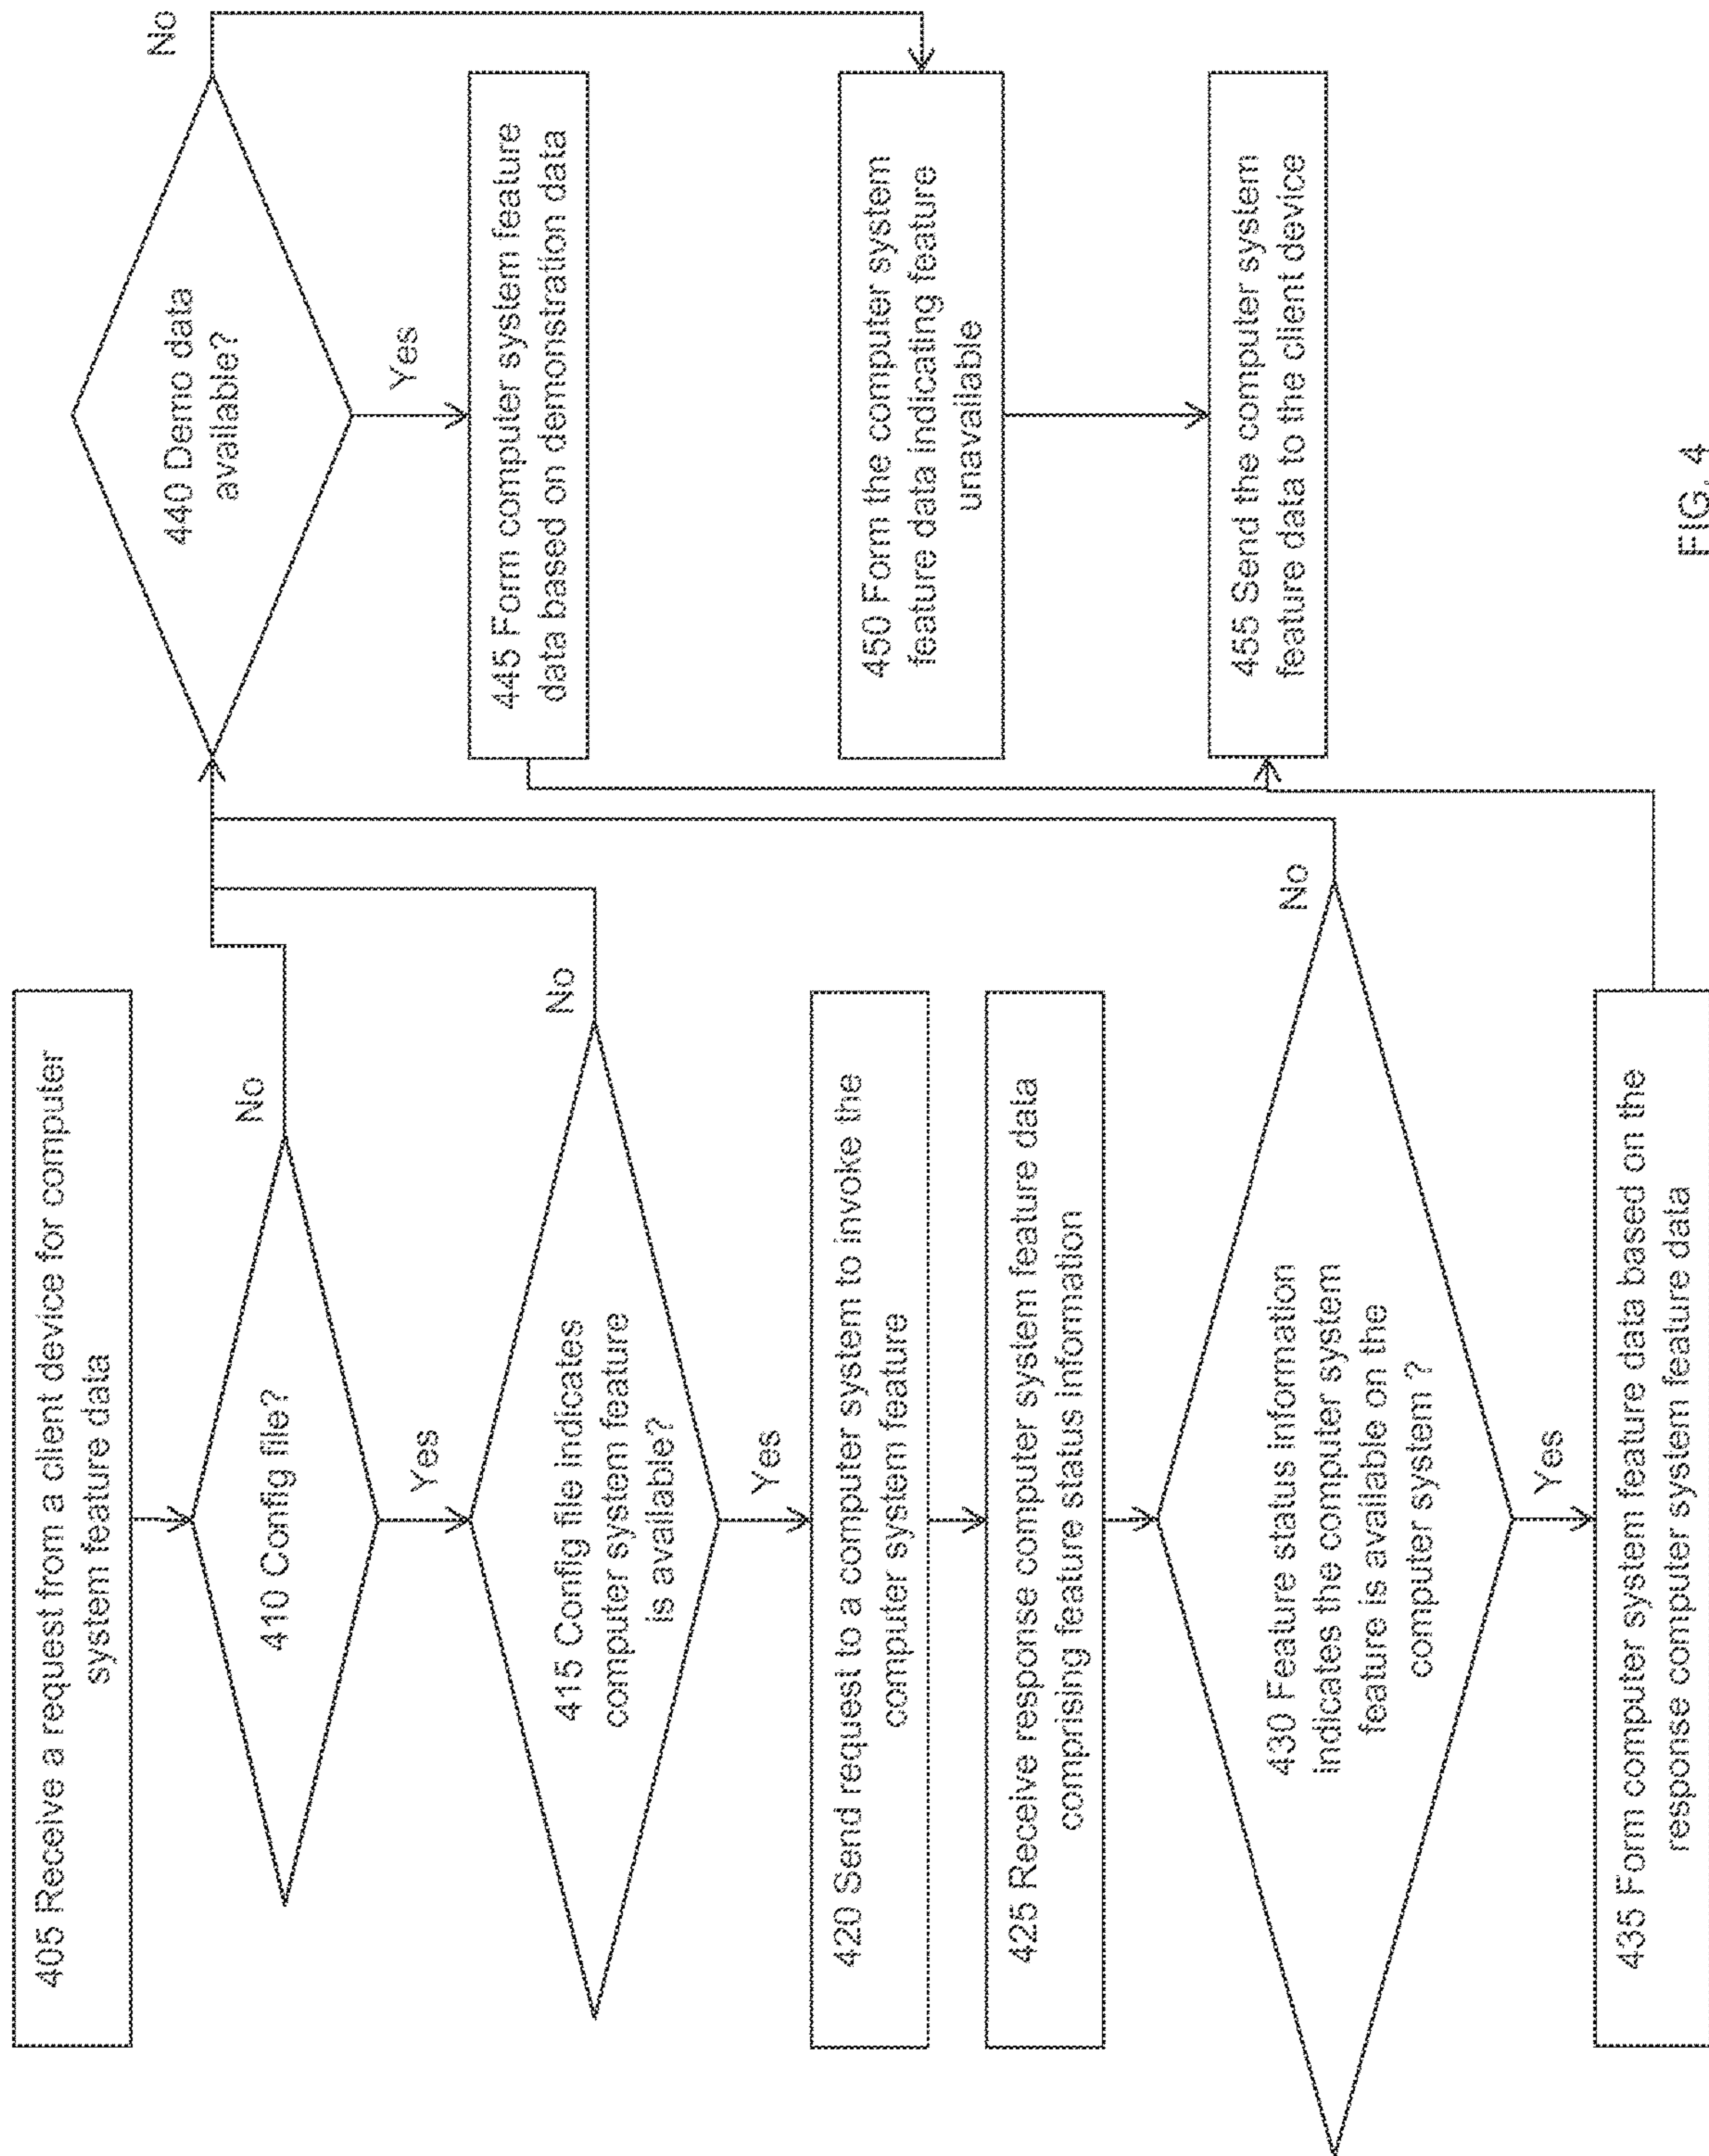 405 Receive a request from a client device for computer
system feature data
410 Config file?
No
Yes
415 Config file indicates
computer system feature
is available?
No
Yes
420 Send request to a computer system to invoke the
computer system feature
425 Receive response computer system feature data
comprising feature status information
430 Feature status information
indicates the computer system
feature is available on the
computer system ?
No
Yes
435 Form computer system feature data based on the
response computer system feature data
440 Demo data
available?
No
Yes
445 Form computer system feature
data based on demonstration data
450 Form the computer system
feature data indicating feature
unavailable
455 Send the computer system
feature data to the client device
FIG. 4